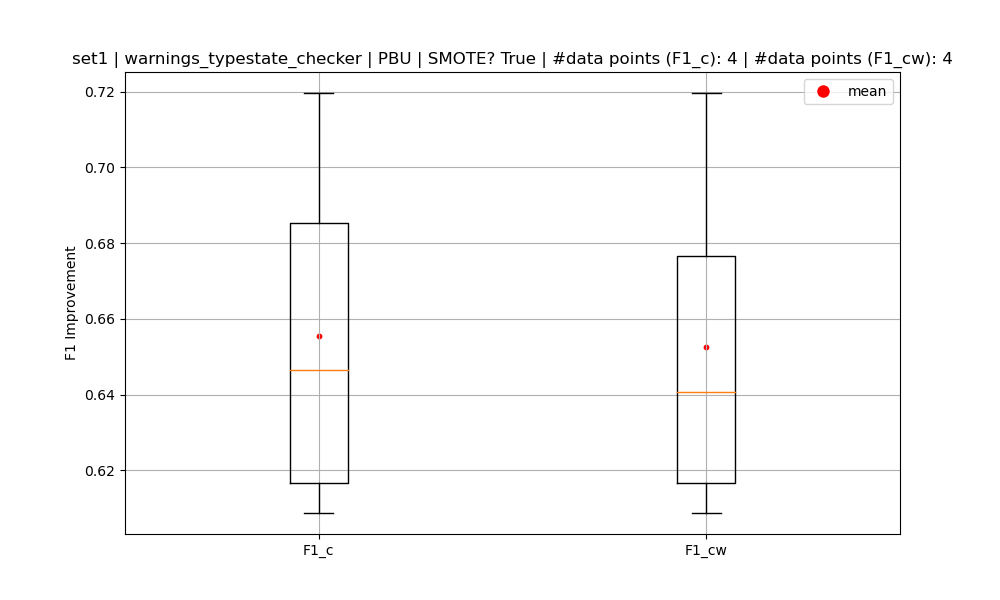 set1 | warnings_typestate_checker | PBU | SMOTE? True | #data points (F1_c): 4 | #data points (F1_cw): 4
mean
0.72
0.70
0.68
0.66
0.64
0.62
F1 Improvement
F1_c
F1_cw